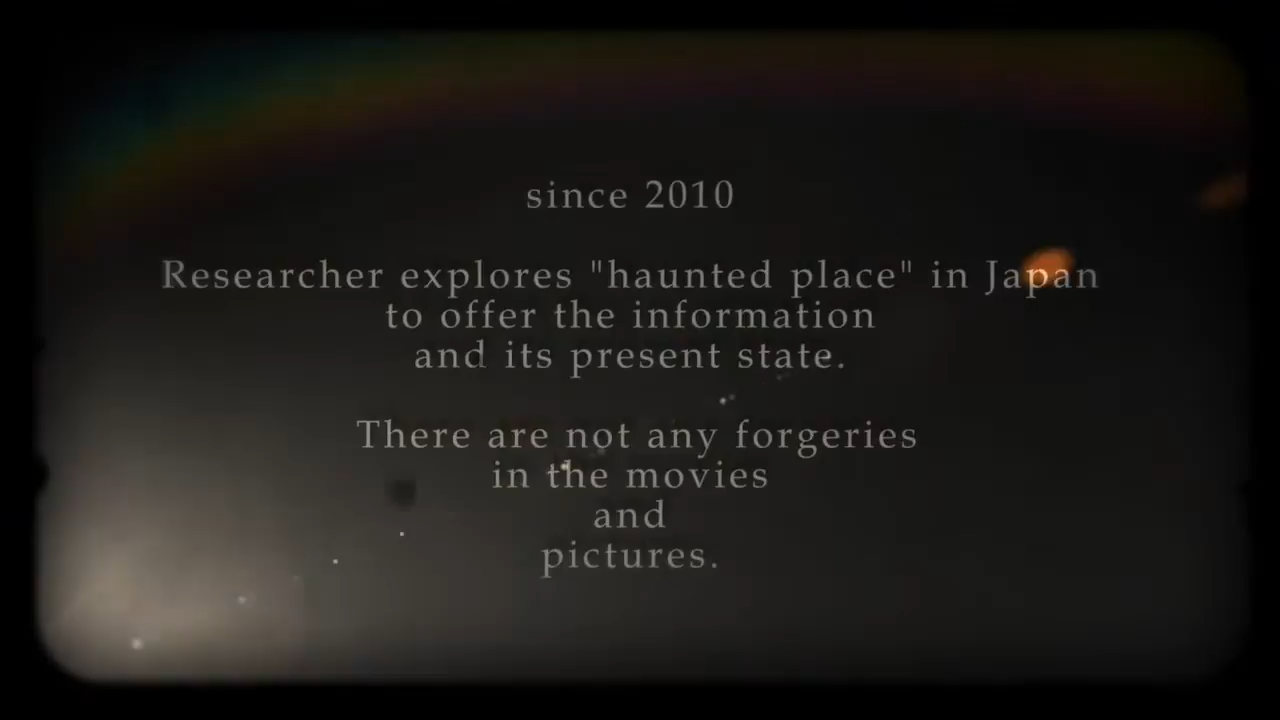 since 2010
Researcher explores "haunted place" in Japan
to offer the information
and its present state.
There are not any forgeries
in the movies
and
pictures.